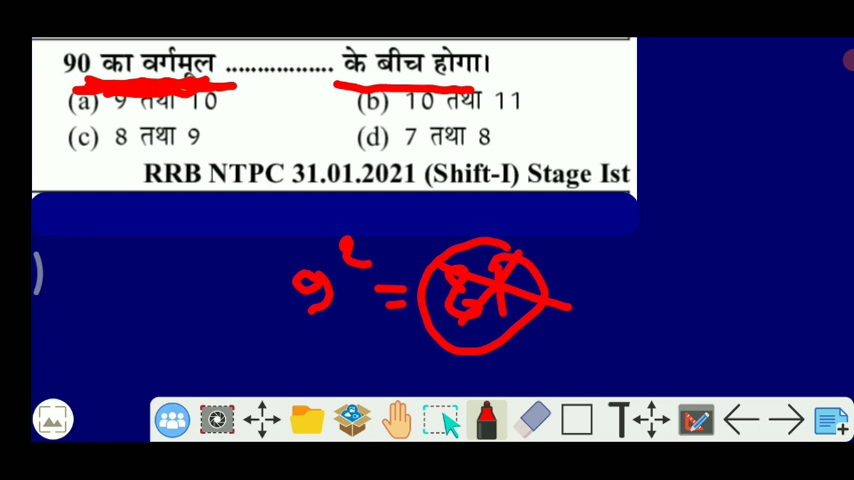 90 का वर्गमूल ................. के बीच होगा।
(a) 9 तथा 10 (b) 10 तथा 11
(c) 8 तथा 9 (d) 7 तथा 8
RRB NTPC 31.01.2021 (Shift-I) Stage Ist
9² = 81
T